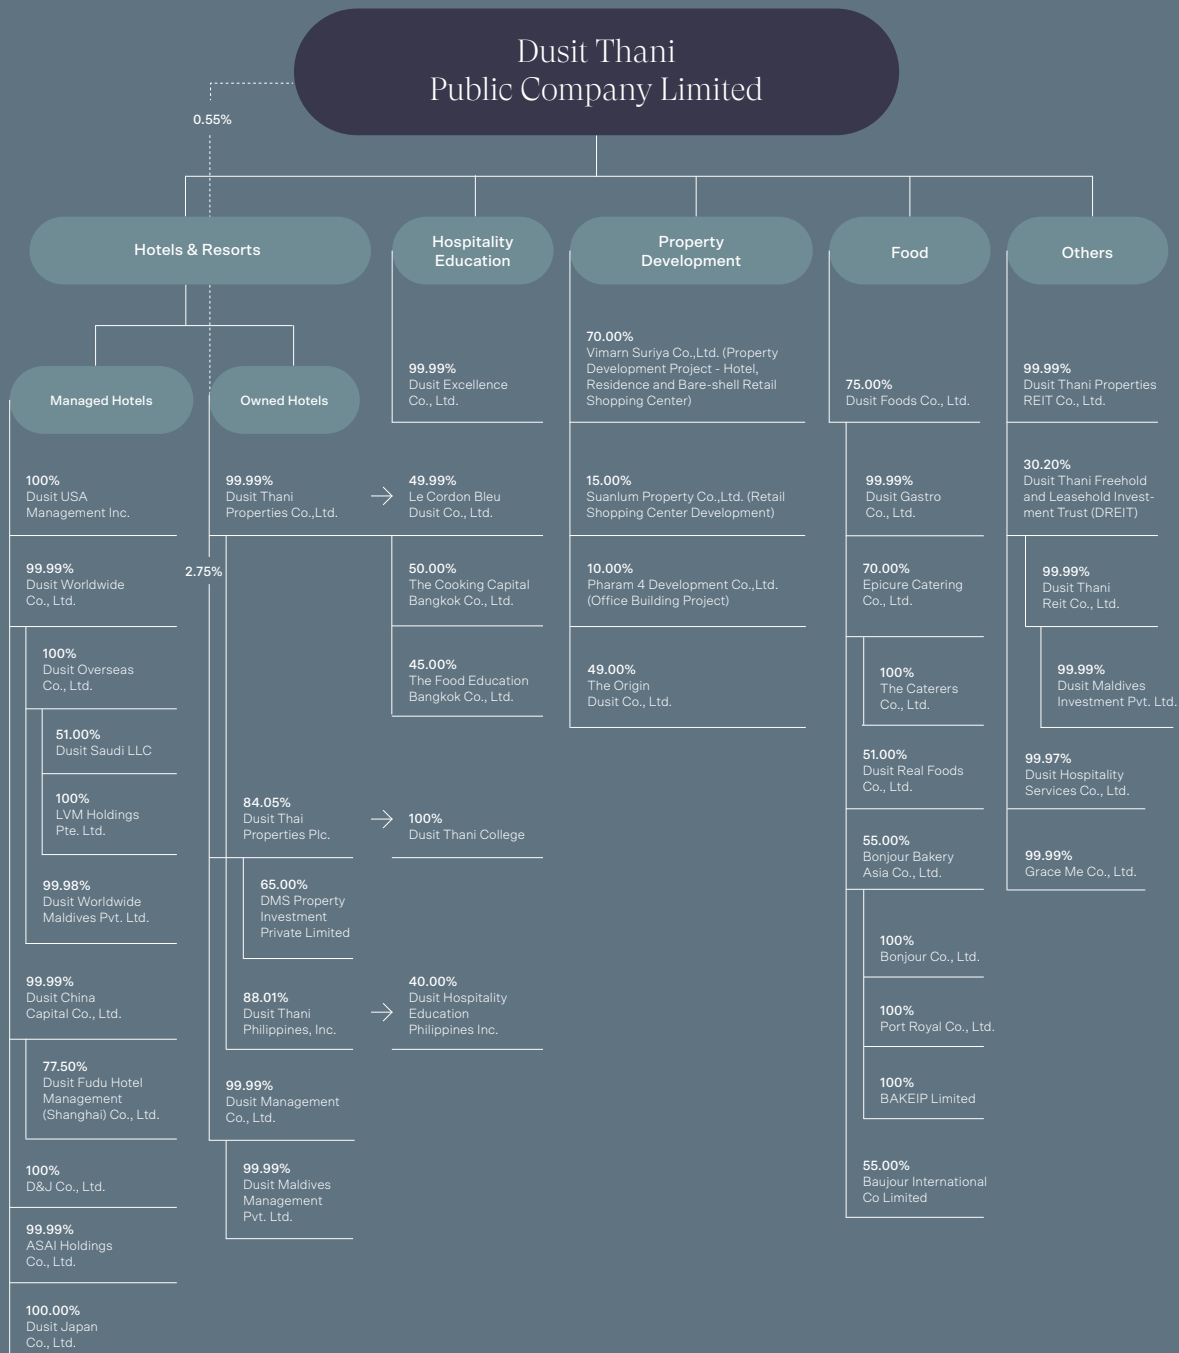 Dusit Thani
Public Company Limited
0.55%
Hotels & Resorts
Managed Hotels
100%
Dusit USA
Management Inc.
99.99%
Dusit Worldwide
Co., Ltd.
100%
Dusit Overseas
Co., Ltd.
51.00%
Dusit Saudi LLC
100%
LVM Holdings
Pte. Ltd.
99.98%
Dusit Worldwide
Maldives Pvt. Ltd.
99.99%
Dusit China
Capital Co., Ltd.
77.50%
Dusit Fudu Hotel
Management
(Shanghai) Co., Ltd.
100%
D&J Co., Ltd.
99.99%
ASAI Holdings
Co., Ltd.
100.00%
Dusit Japan
Co., Ltd.
Owned Hotels
99.99%
Dusit Thani
Properties Co.,Ltd.
2.75%
84.05%
Dusit Thai
Properties Plc.
65.00%
DMS Property
Investment
Private Limited
88.01%
Dusit Thani
Philippines, Inc.
99.99%
Dusit Management
Co., Ltd.
99.99%
Dusit Maldives
Management
Pvt. Ltd.
Hospitality
Education
99.99%
Dusit Excellence
Co., Ltd.
49.99%
Le Cordon Bleu
Dusit Co., Ltd.
50.00%
The Cooking Capital
Bangkok Co., Ltd.
45.00%
The Food Education
Bangkok Co., Ltd.
100%
Dusit Thani College
40.00%
Dusit Hospitality
Education
Philippines Inc.
Property
Development
70.00%
Vimarn Suriya Co.,Ltd. (Property
Development Project - Hotel,
Residence and Bare-shell Retail
Shopping Center)
15.00%
Suanlum Property Co.,Ltd. (Retail
Shopping Center Development)
10.00%
Pharam 4 Development Co.,Ltd.
(Office Building Project)
49.00%
The Origin
Dusit Co., Ltd.
Food
75.00%
Dusit Foods Co., Ltd.
99.99%
Dusit Gastro
Co., Ltd.
70.00%
Epicure Catering
Co., Ltd.
100%
The Caterers
Co., Ltd.
51.00%
Dusit Real Foods
Co., Ltd.
55.00%
Bonjour Bakery
Asia Co., Ltd.
100%
Bonjour Co., Ltd.
100%
Port Royal Co., Ltd.
100%
BAKEIP Limited
55.00%
Baujour International
Co Limited
Others
99.99%
Dusit Thani Properties
REIT Co., Ltd.
30.20%
Dusit Thani Freehold
and Leasehold Invest-
ment Trust (DREIT)
99.99%
Dusit Thani
Reit Co., Ltd.
99.99%
Dusit Maldives
Investment Pvt. Ltd.
99.97%
Dusit Hospitality
Services Co., Ltd.
99.99%
Grace Me Co., Ltd.